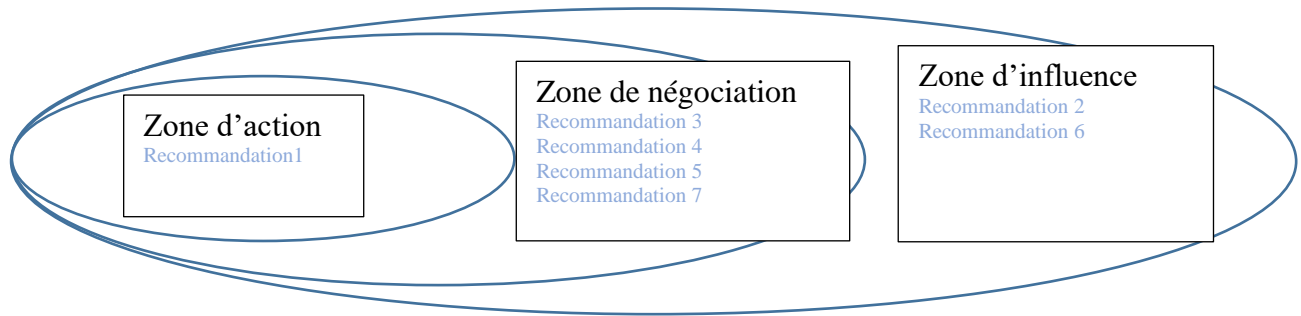 Zone d'action
Recommandation1
Zone de négociation
Recommandation 3
Recommandation 4
Recommandation 5
Recommandation 7
Zone d'influence
Recommandation 2
Recommandation 6